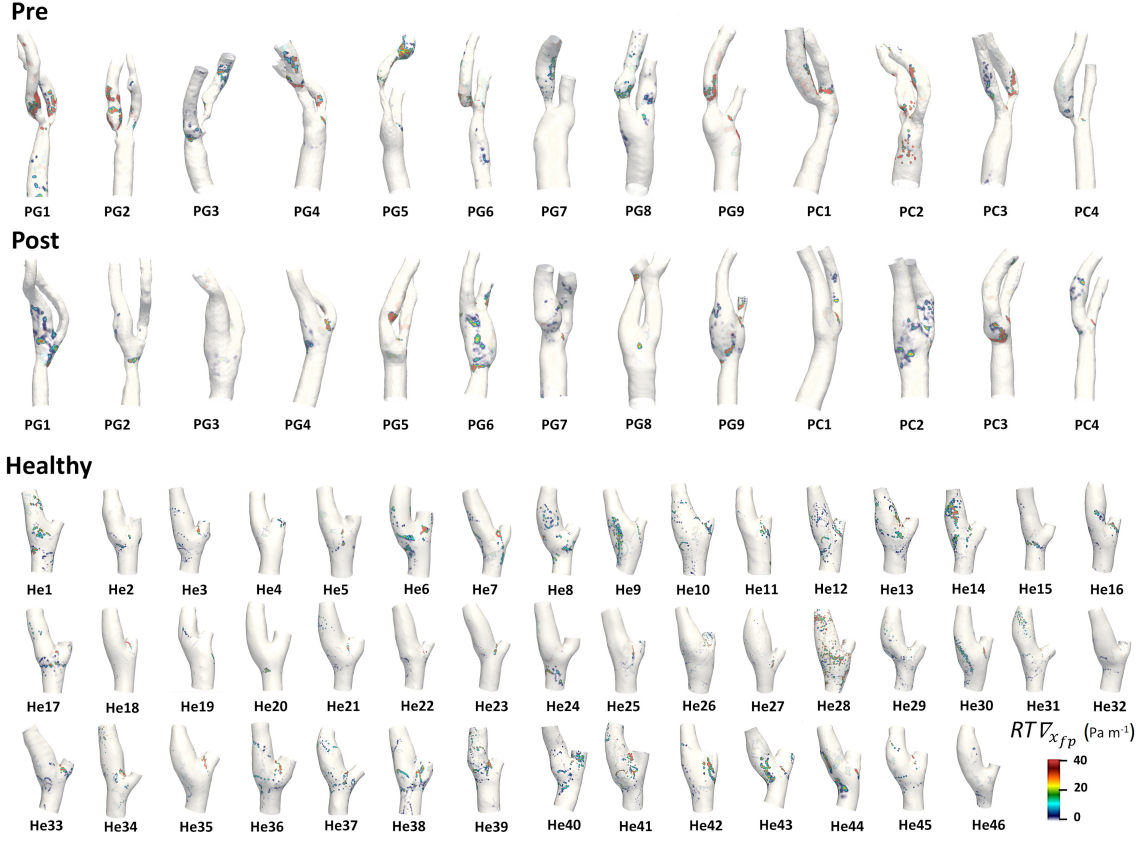 Pre
PG1 PG2 PG3 PG4 PG5 PG6 PG7 PG8 PG9 PC1 PC2 PC3 PC4
Post
PG1 PG2 PG3 PG4 PG5 PG6 PG7 PG8 PG9 PC1 PC2 PC3 PC4
Healthy
He1 He2 He3 He4 He5 He6 He7 He8 He9 He10 He11 He12 He13 He14 He15 He16
He17 He18 He19 He20 He21 He22 He23 He24 He25 He26 He27 He28 He29 He30 He31 He32
RT∇x_fp (Pa m⁻¹)
40
20
0
He33 He34 He35 He36 He37 He38 He39 He40 He41 He42 He43 He44 He45 He46